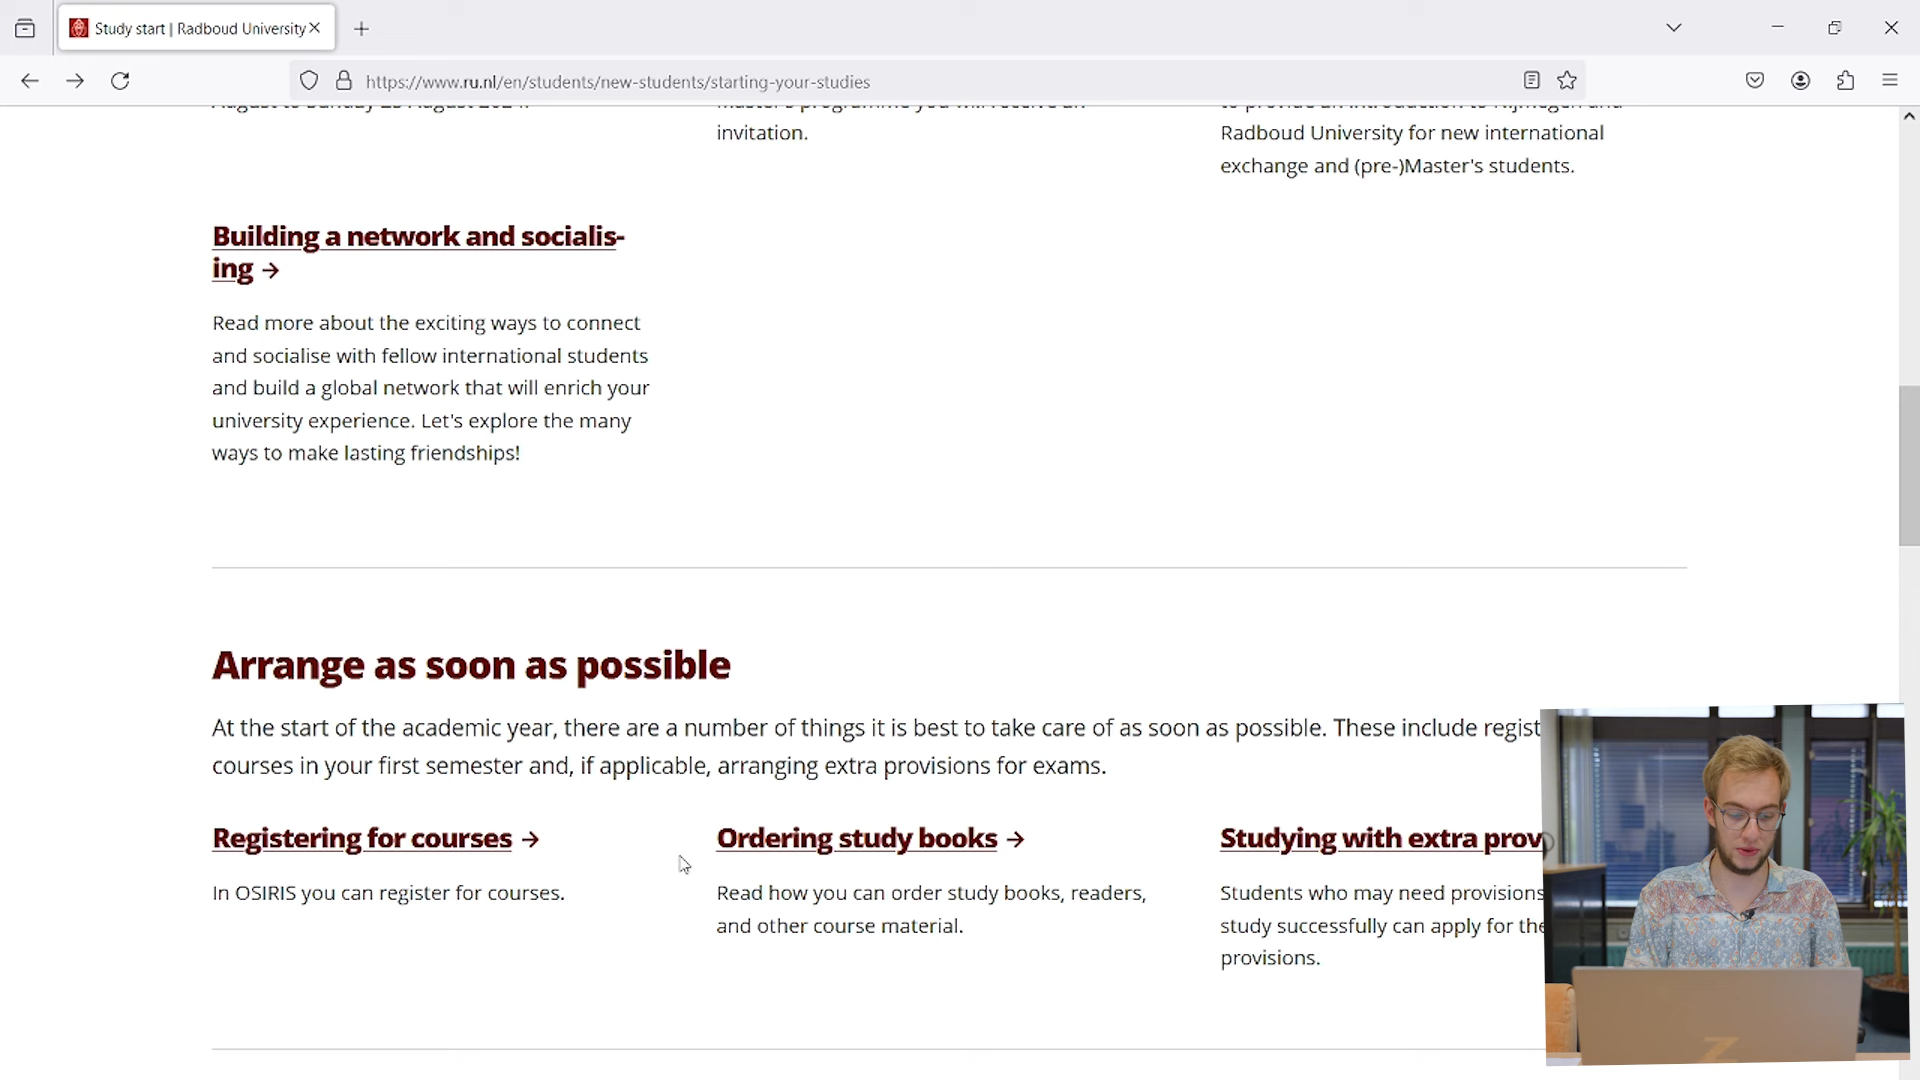 Study start | Radboud University
https://www.ru.nl/en/students/new-students/starting-your-studies
invitation.
Radboud University for new international
exchange and (pre-)Master's students.
Building a network and socialis-
ing →
Read more about the exciting ways to connect
and socialise with fellow international students
and build a global network that will enrich your
university experience. Let's explore the many
ways to make lasting friendships!
Arrange as soon as possible
At the start of the academic year, there are a number of things it is best to take care of as soon as possible. These include regist
courses in your first semester and, if applicable, arranging extra provisions for exams.
Registering for courses →
In OSIRIS you can register for courses.
Ordering study books →
Read how you can order study books, readers,
and other course material.
Studying with extra prov
Students who may need provisions
study successfully can apply for the
provisions.